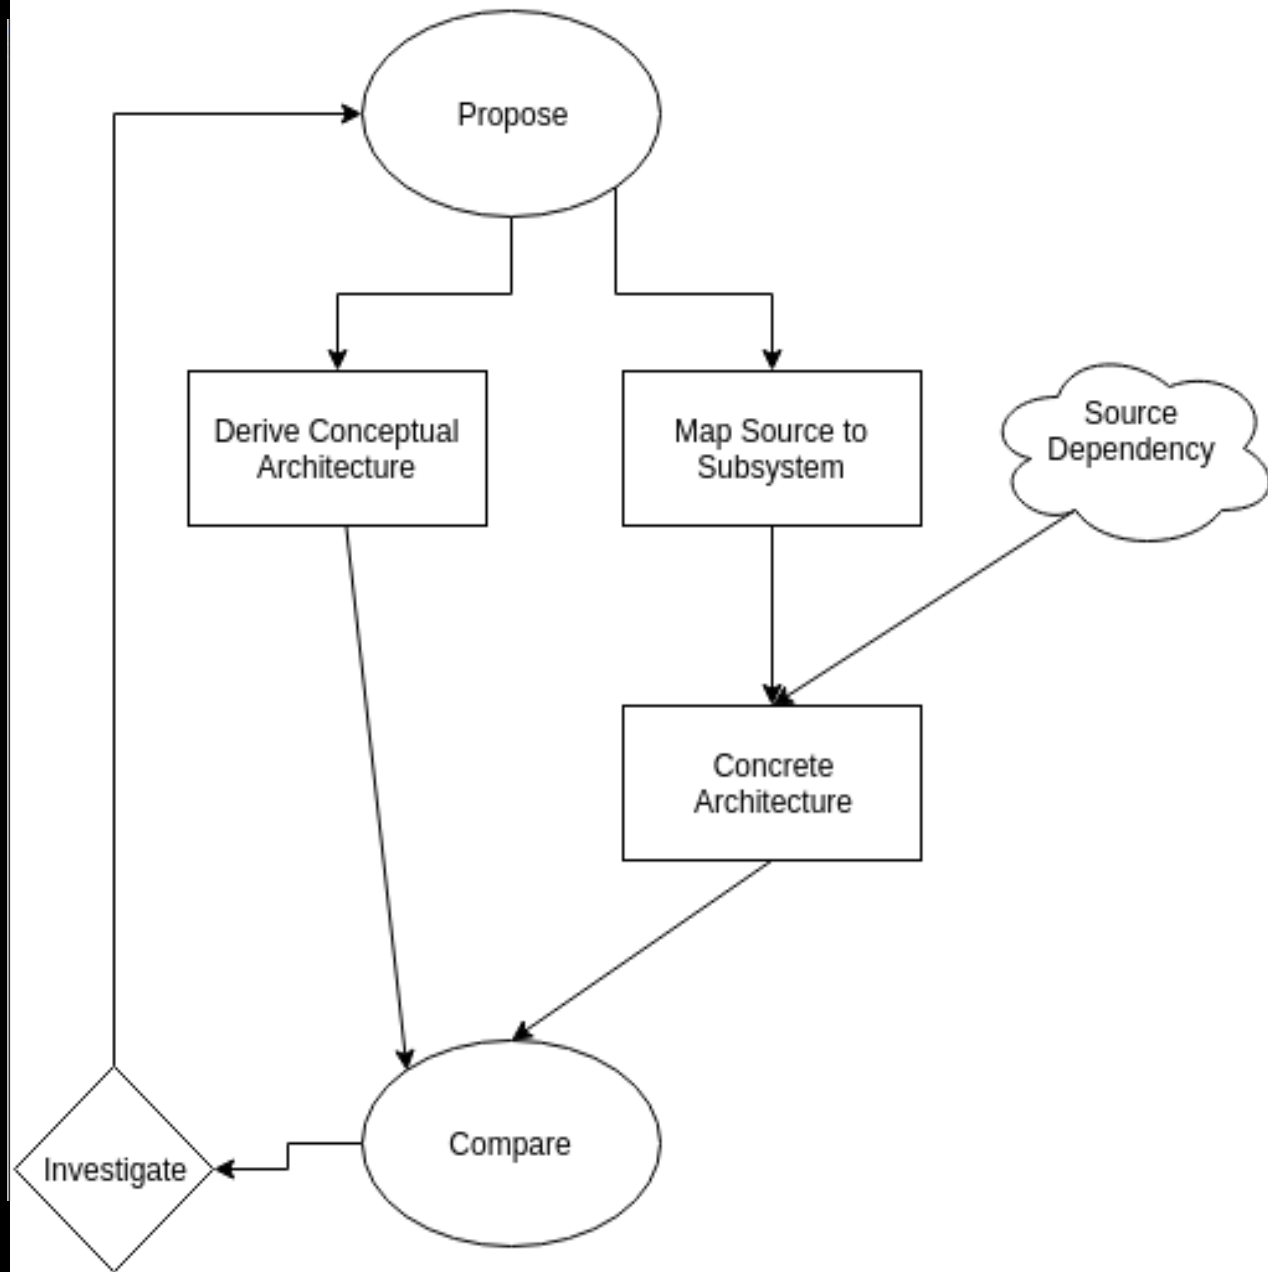 Propose
Derive Conceptual
Architecture
Map Source to
Subsystem
Source
Dependency
Concrete
Architecture
Compare
Investigate